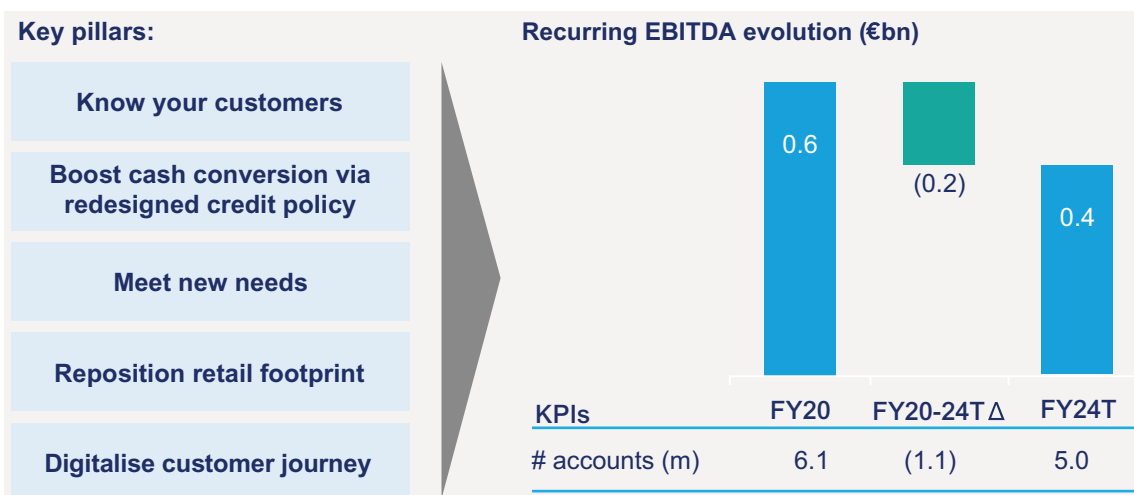 Key pillars:
Know your customers
Boost cash conversion via
redesigned credit policy
Meet new needs
Reposition retail footprint
Digitalise customer journey
Recurring EBITDA evolution (€bn)
0.6
(0.2)
0.4
KPIs FY20 FY20-24T Δ FY24T
# accounts (m) 6.1 (1.1) 5.0